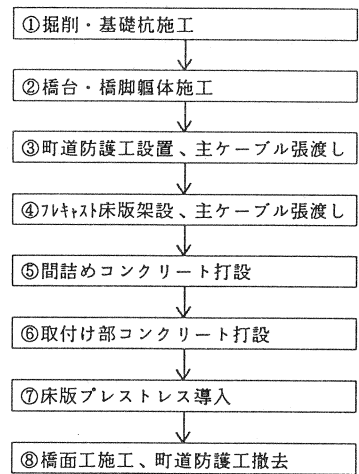 ①掘削・基礎杭施工
②橋台・橋脚軀体施工
③町道防護工設置、主ケーブル張渡し
④プレキャスト床版架設、主ケーブル張渡し
⑤間詰めコンクリート打設
⑥取付け部コンクリート打設
⑦床版プレストレス導入
⑧橋面工施工、町道防護工撤去